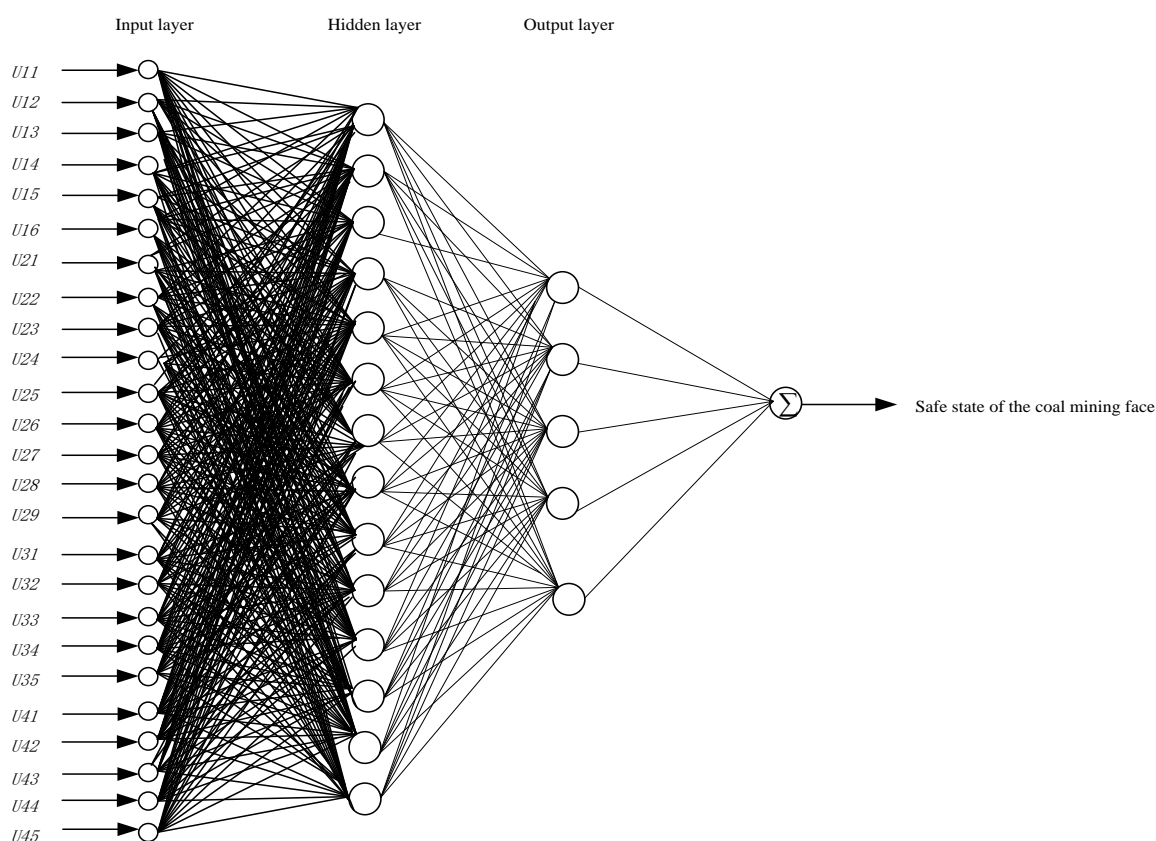 Input layer Hidden layer Output layer
U11
U12
U13
U14
U15
U16
U21
U22
U23
U24
U25
U26
U27
U28
U29
U31
U32
U33
U34
U35
U41
U42
U43
U44
U45
Σ
Safe state of the coal mining face